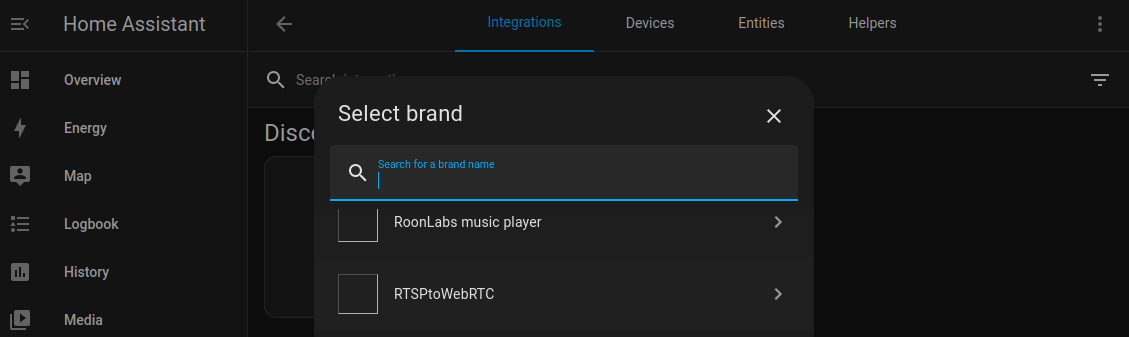 Home Assistant
Integrations
Devices
Entities
Helpers
Overview
Energy
Map
Logbook
History
Media
Select brand
Search for a brand name
RoonLabs music player
RTSPtoWebRTC